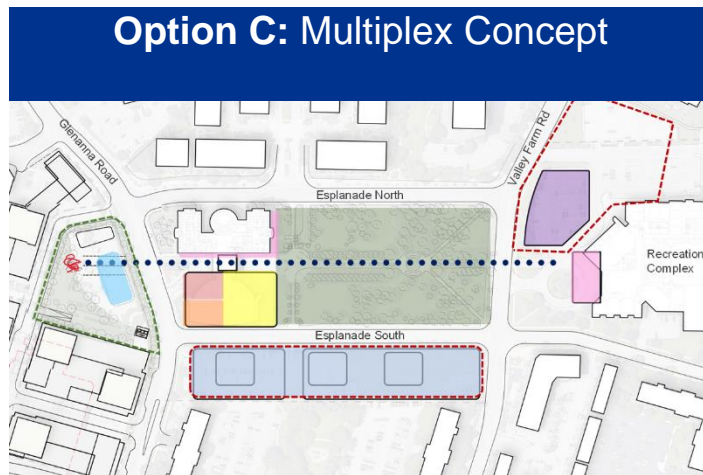 Option C: Multiplex Concept
Glenanna Road
Valley Farm Rd
Esplanade North
Recreation
Complex
Esplanade South